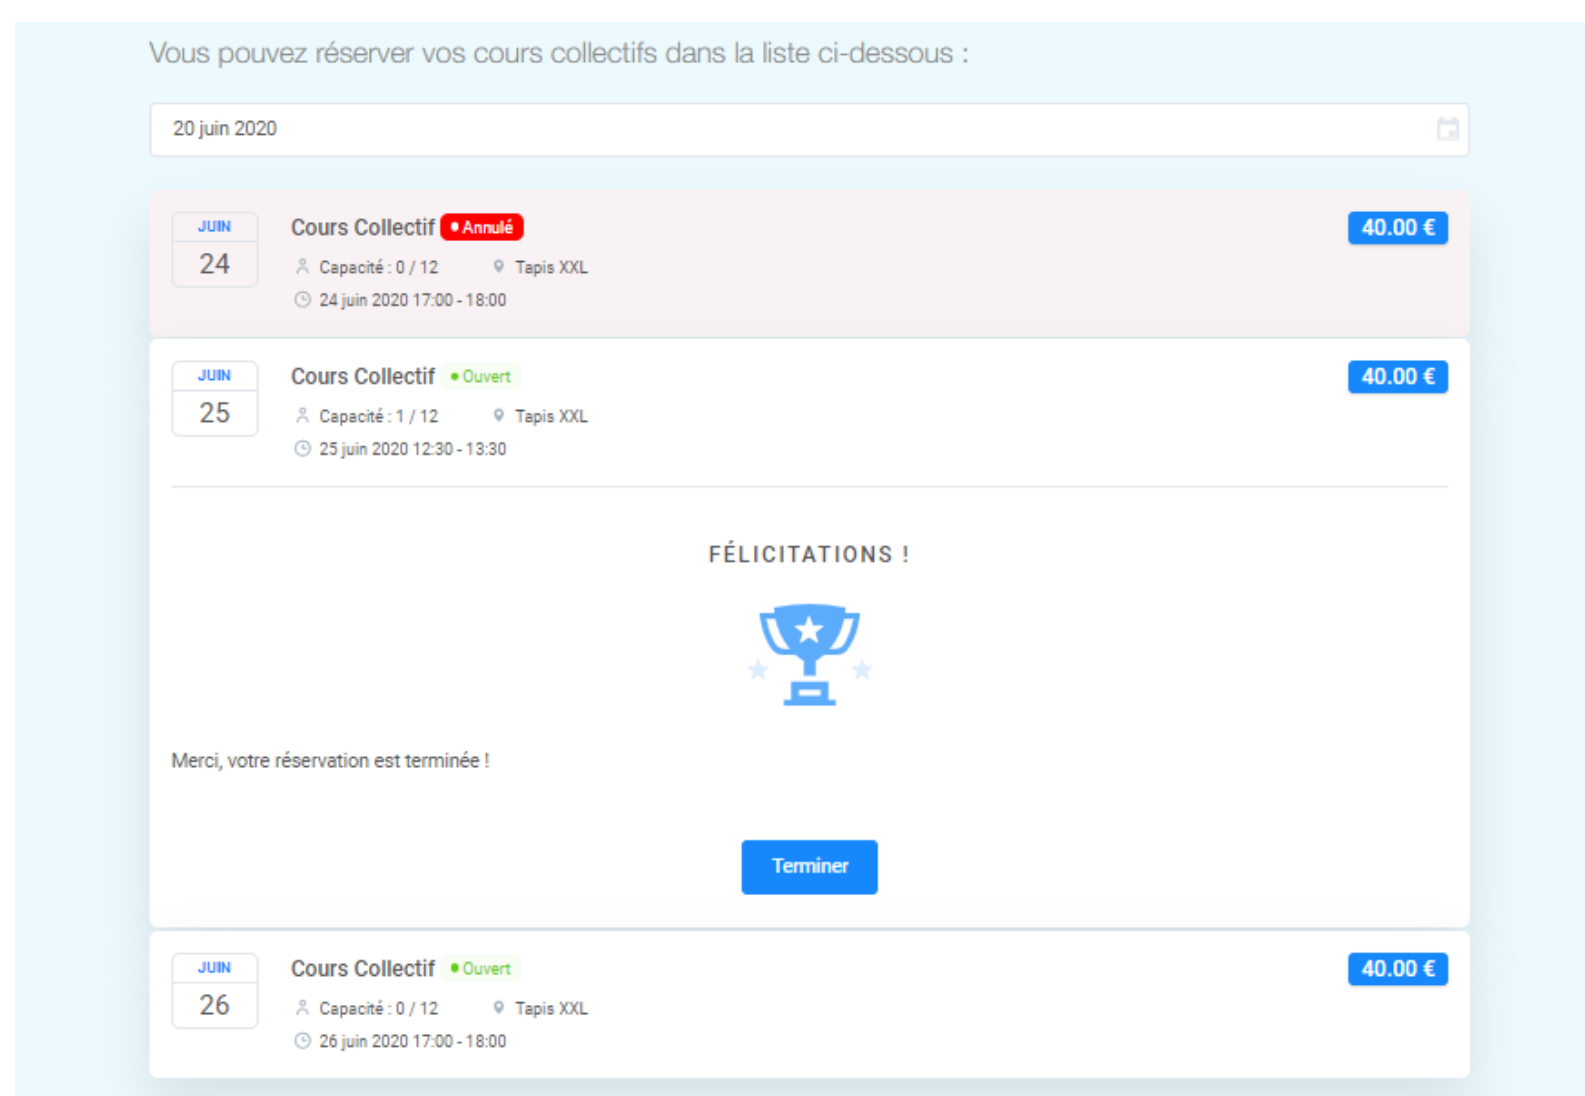 Vous pouvez réserver vos cours collectifs dans la liste ci-dessous :
20 juin 2020
JUIN
24
Cours Collectif • Annulé
40.00 €
Capacité : 0 / 12 Tapis XXL
24 juin 2020 17:00 - 18:00
JUIN
25
Cours Collectif • Ouvert
40.00 €
Capacité : 1 / 12 Tapis XXL
25 juin 2020 12:30 - 13:30
FÉLICITATIONS !
Merci, votre réservation est terminée !
Terminer
JUIN
26
Cours Collectif • Ouvert
40.00 €
Capacité : 0 / 12 Tapis XXL
26 juin 2020 17:00 - 18:00